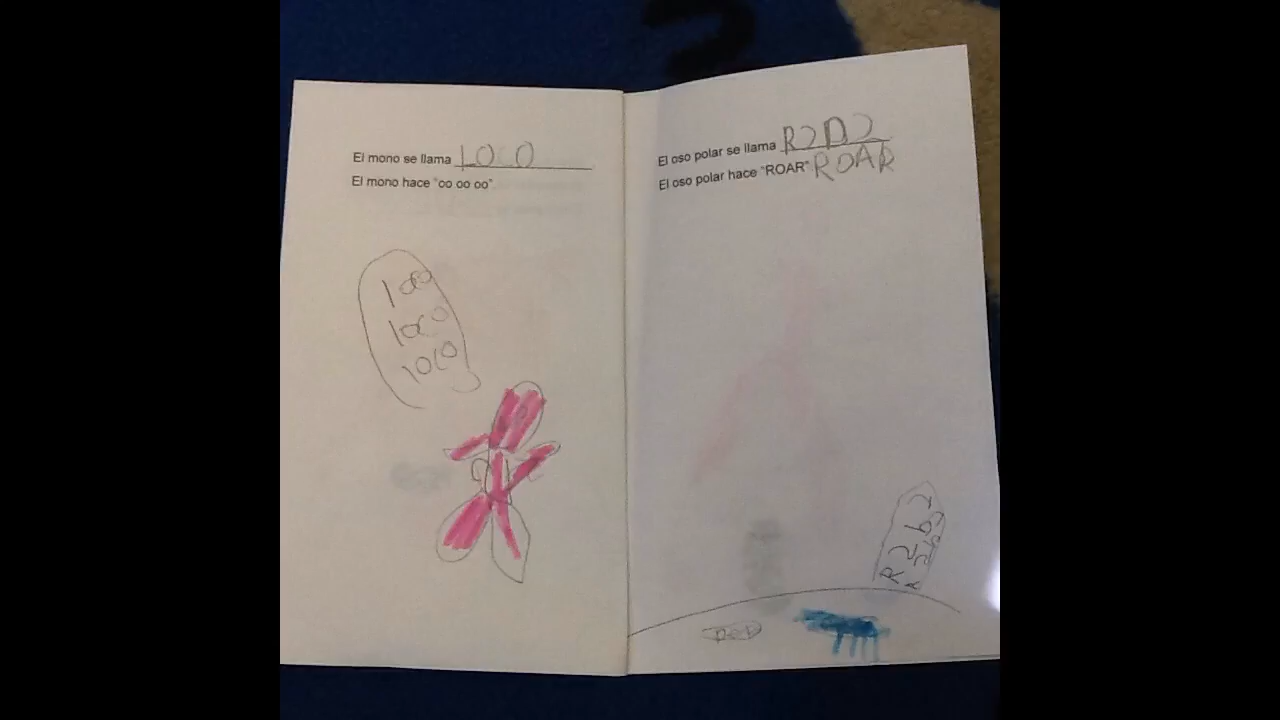 El mono se llama LOCO
El mono hace "oo oo oo".
loco
loco
loco
El oso polar se llama R2D2
El oso polar hace "ROAR" ROAR
R2D2